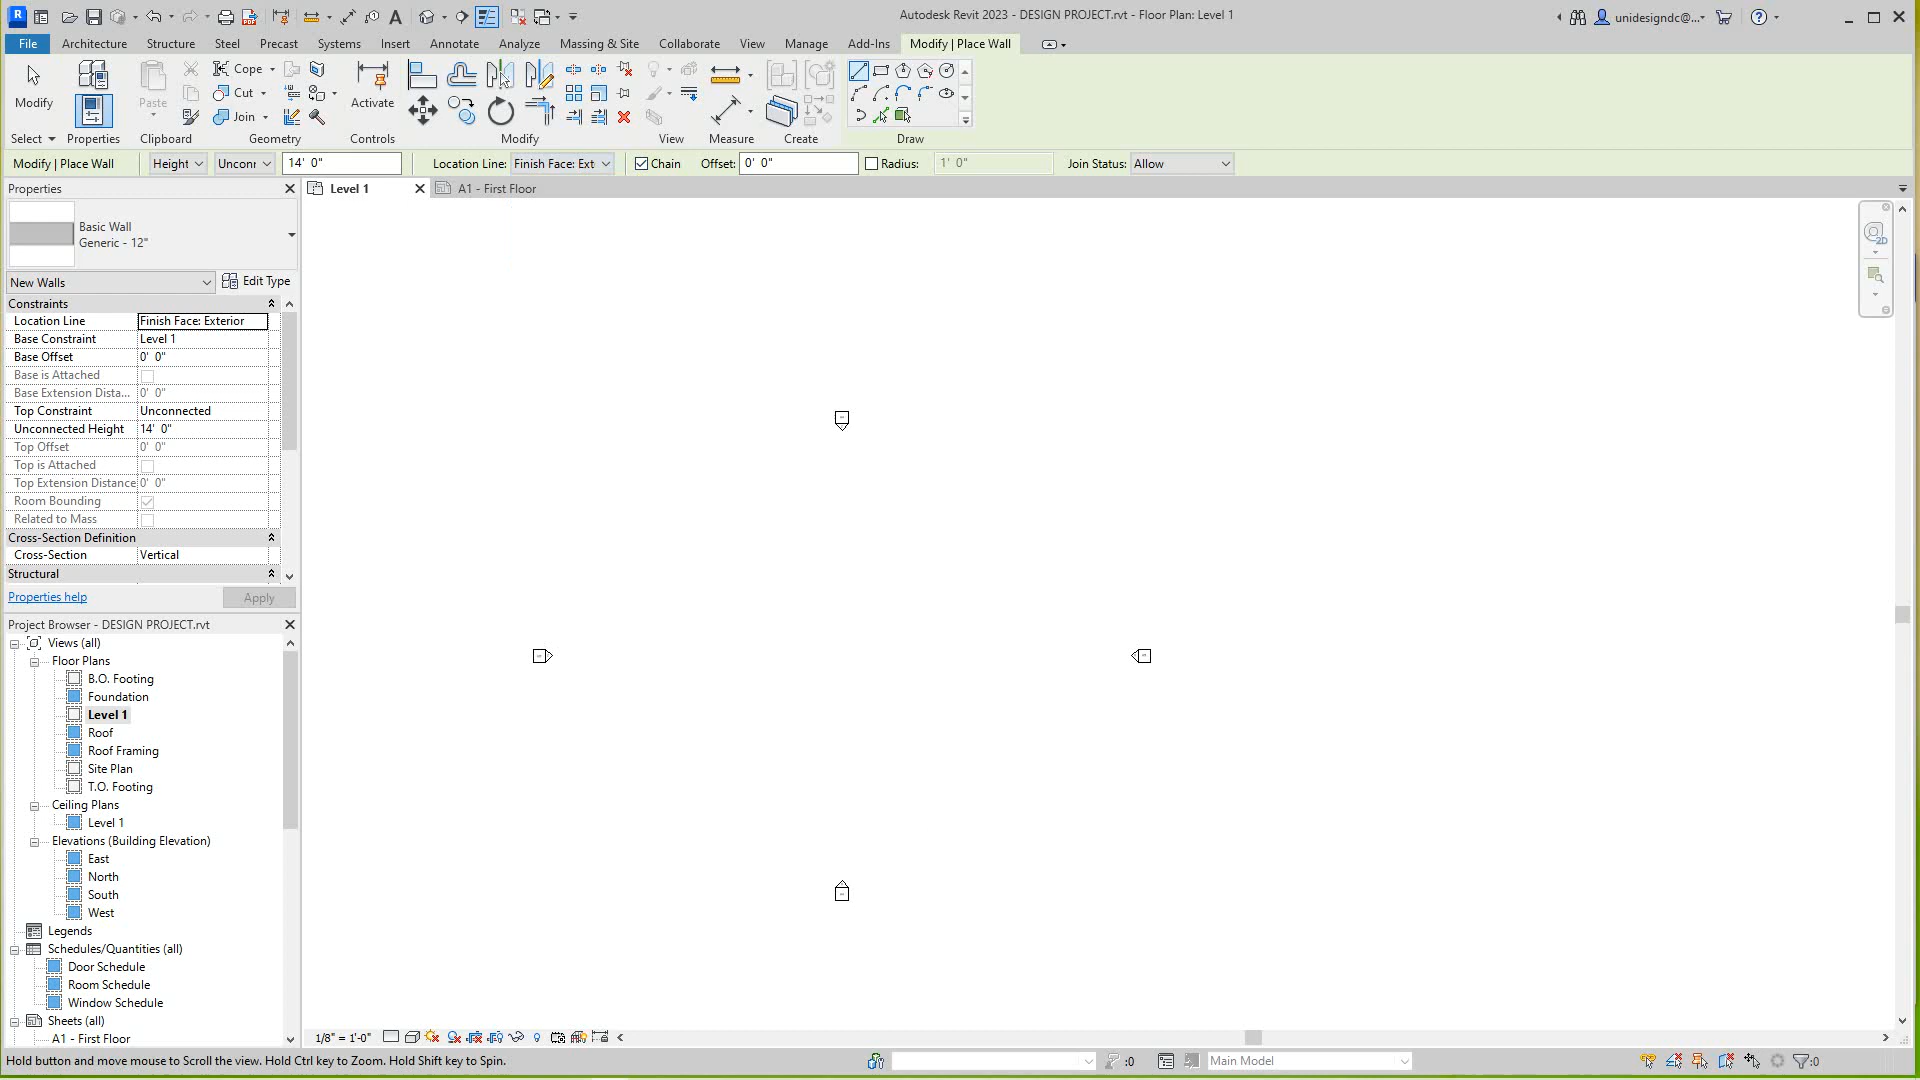 Autodesk Revit 2023 - DESIGN PROJECT.rvt - Floor Plan: Level 1
unidesigndc@...
File Architecture Structure Steel Precast Systems Insert Annotate Analyze Massing & Site Collaborate View Manage Add-Ins Modify | Place Wall
Modify Paste Cope Cut Join Activate
Select Properties Clipboard Geometry Controls Modify View Measure Create Draw
Modify | Place Wall Height Unconr 14' 0" Location Line: Finish Face: Ext Chain Offset: 0' 0" Radius: 1' 0" Join Status: Allow
Properties
Level 1
A1 - First Floor
Basic Wall
Generic - 12"
New Walls Edit Type
Constraints
Location Line Finish Face: Exterior
Base Constraint Level 1
Base Offset 0' 0"
Base is Attached
Base Extension Dista... 0' 0"
Top Constraint Unconnected
Unconnected Height 14' 0"
Top Offset 0' 0"
Top is Attached
Top Extension Distance 0' 0"
Room Bounding
Related to Mass
Cross-Section Definition
Cross-Section Vertical
Structural
Properties help Apply
Project Browser - DESIGN PROJECT.rvt
Views (all)
Floor Plans
B.O. Footing
Foundation
Level 1
Roof
Roof Framing
Site Plan
T.O. Footing
Ceiling Plans
Level 1
Elevations (Building Elevation)
East
North
South
West
Legends
Schedules/Quantities (all)
Door Schedule
Room Schedule
Window Schedule
Sheets (all)
A1 - First Floor
1/8" = 1'-0"
Hold button and move mouse to Scroll the view. Hold Ctrl key to Zoom. Hold Shift key to Spin.
:0
Main Model
:0